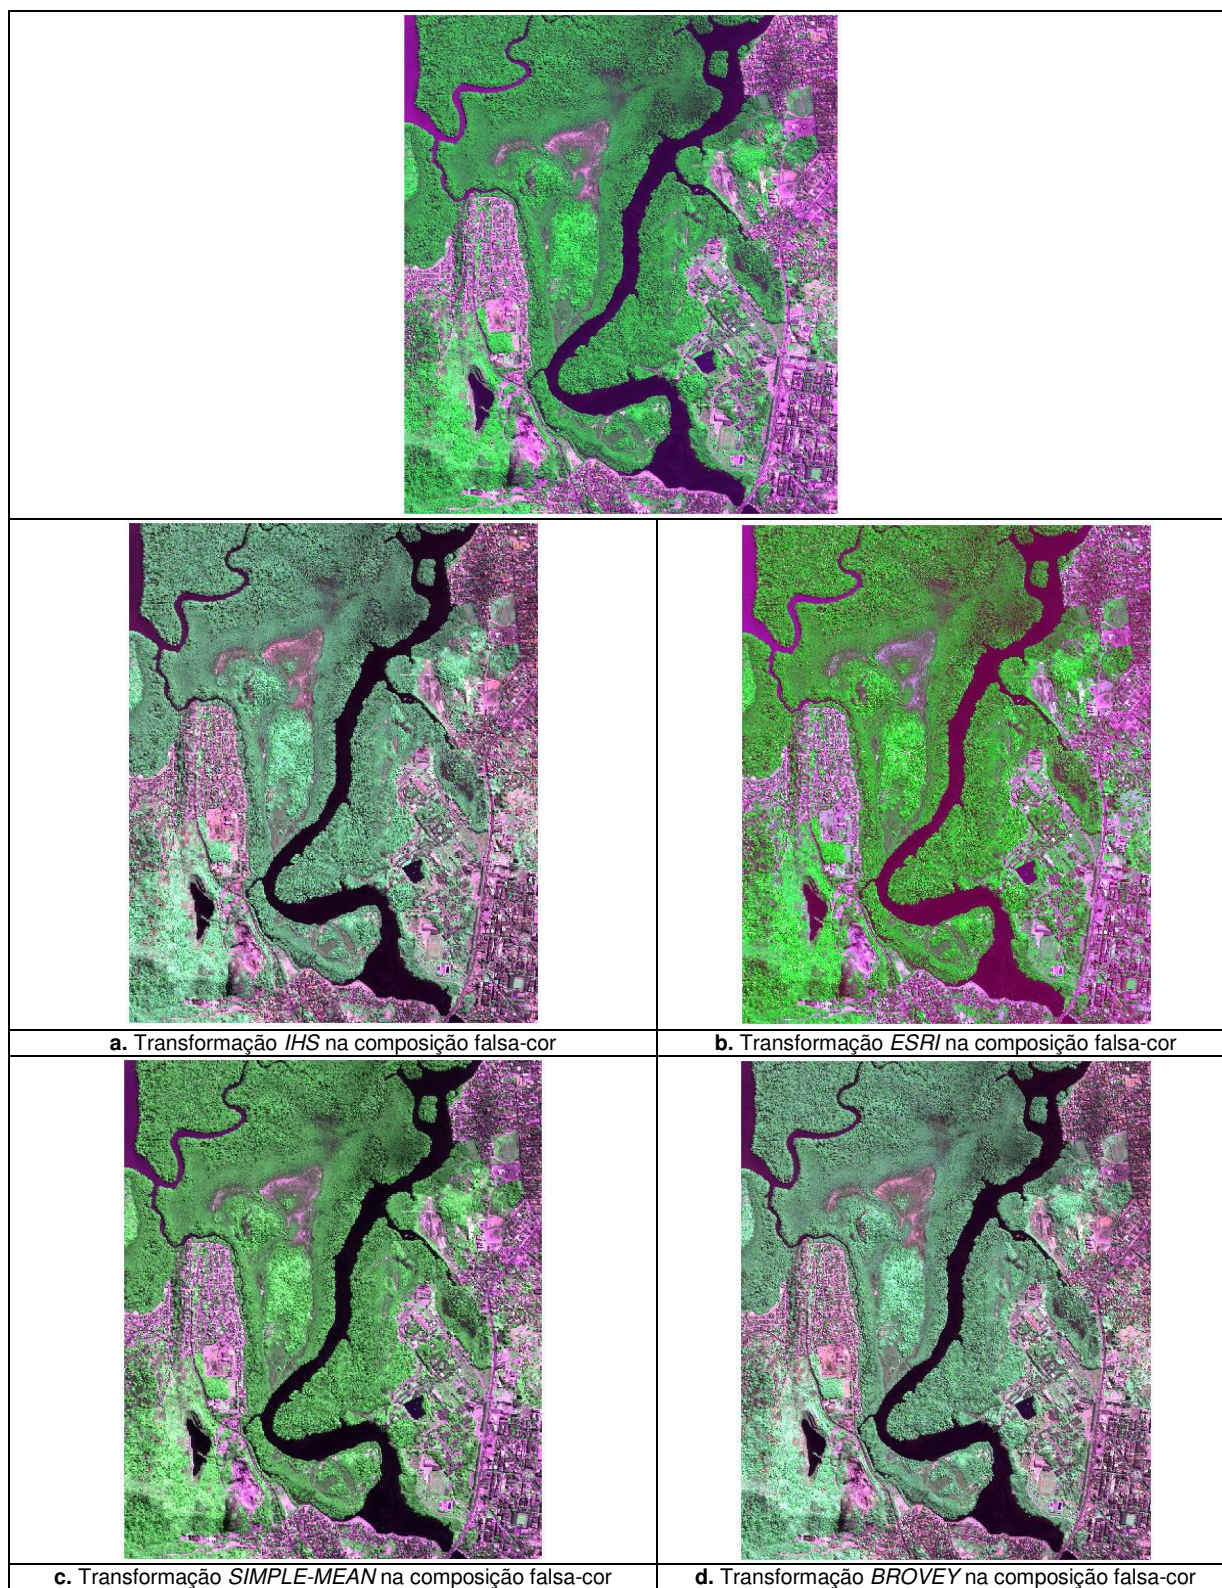 a. Transformação IHS na composição falsa-cor
b. Transformação ESRI na composição falsa-cor
c. Transformação SIMPLE-MEAN na composição falsa-cor
d. Transformação BROVEY na composição falsa-cor